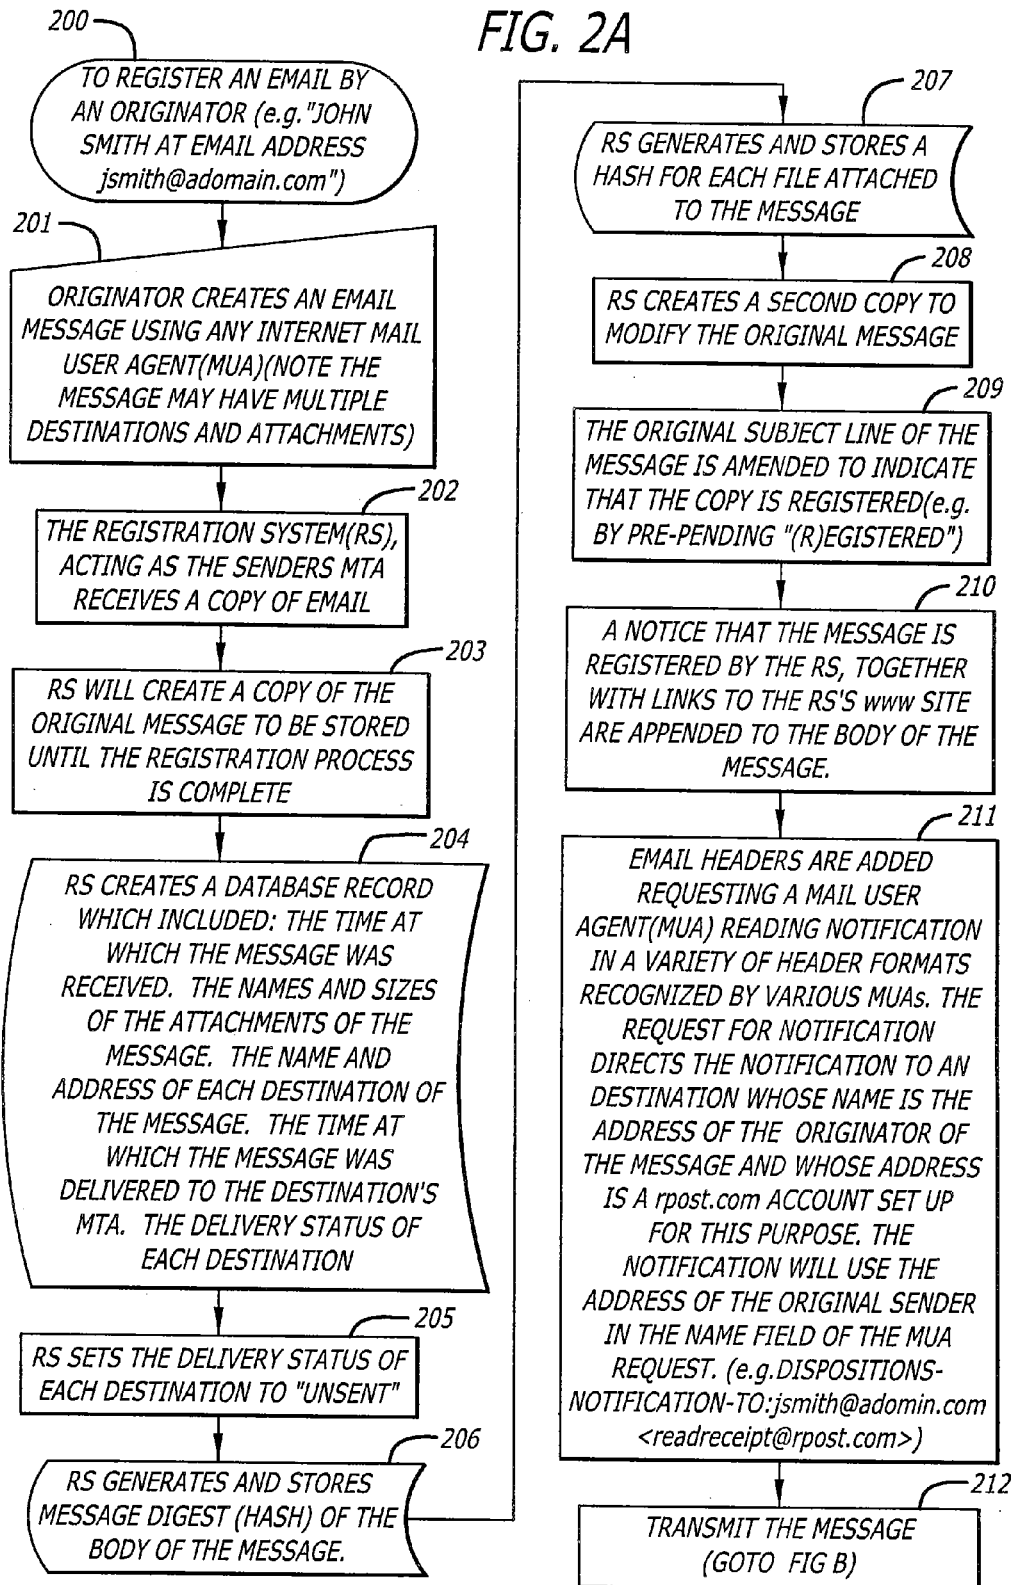 FIG. 2A
200
TO REGISTER AN EMAIL BY
AN ORIGINATOR (e.g."JOHN
SMITH AT EMAIL ADDRESS
jsmith@adomain.com")
201
ORIGINATOR CREATES AN EMAIL
MESSAGE USING ANY INTERNET MAIL
USER AGENT(MUA)(NOTE THE
MESSAGE MAY HAVE MULTIPLE
DESTINATIONS AND ATTACHMENTS)
202
THE REGISTRATION SYSTEM(RS),
ACTING AS THE SENDERS MTA
RECEIVES A COPY OF EMAIL
203
RS WILL CREATE A COPY OF THE
ORIGINAL MESSAGE TO BE STORED
UNTIL THE REGISTRATION PROCESS
IS COMPLETE
204
RS CREATES A DATABASE RECORD
WHICH INCLUDED: THE TIME AT
WHICH THE MESSAGE WAS
RECEIVED. THE NAMES AND SIZES
OF THE ATTACHMENTS OF THE
MESSAGE. THE NAME AND
ADDRESS OF EACH DESTINATION OF
THE MESSAGE. THE TIME AT
WHICH THE MESSAGE WAS
DELIVERED TO THE DESTINATION'S
MTA. THE DELIVERY STATUS OF
EACH DESTINATION
205
RS SETS THE DELIVERY STATUS OF
EACH DESTINATION TO "UNSENT"
206
RS GENERATES AND STORES
MESSAGE DIGEST (HASH) OF THE
BODY OF THE MESSAGE.
207
RS GENERATES AND STORES A
HASH FOR EACH FILE ATTACHED
TO THE MESSAGE
208
RS CREATES A SECOND COPY TO
MODIFY THE ORIGINAL MESSAGE
209
THE ORIGINAL SUBJECT LINE OF THE
MESSAGE IS AMENDED TO INDICATE
THAT THE COPY IS REGISTERED(e.g.
BY PRE-PENDING "(R)EGISTERED")
210
A NOTICE THAT THE MESSAGE IS
REGISTERED BY THE RS, TOGETHER
WITH LINKS TO THE RS'S www SITE
ARE APPENDED TO THE BODY OF THE
MESSAGE.
211
EMAIL HEADERS ARE ADDED
REQUESTING A MAIL USER
AGENT(MUA) READING NOTIFICATION
IN A VARIETY OF HEADER FORMATS
RECOGNIZED BY VARIOUS MUAs. THE
REQUEST FOR NOTIFICATION
DIRECTS THE NOTIFICATION TO AN
DESTINATION WHOSE NAME IS THE
ADDRESS OF THE ORIGINATOR OF
THE MESSAGE AND WHOSE ADDRESS
IS A rpost.com ACCOUNT SET UP
FOR THIS PURPOSE. THE
NOTIFICATION WILL USE THE
ADDRESS OF THE ORIGINAL SENDER
IN THE NAME FIELD OF THE MUA
REQUEST. (e.g.DISPOSITIONS-
NOTIFICATION-TO:jsmith@adomin.com
<readreceipt@rpost.com>)
212
TRANSMIT THE MESSAGE
(GOTO FIG B)